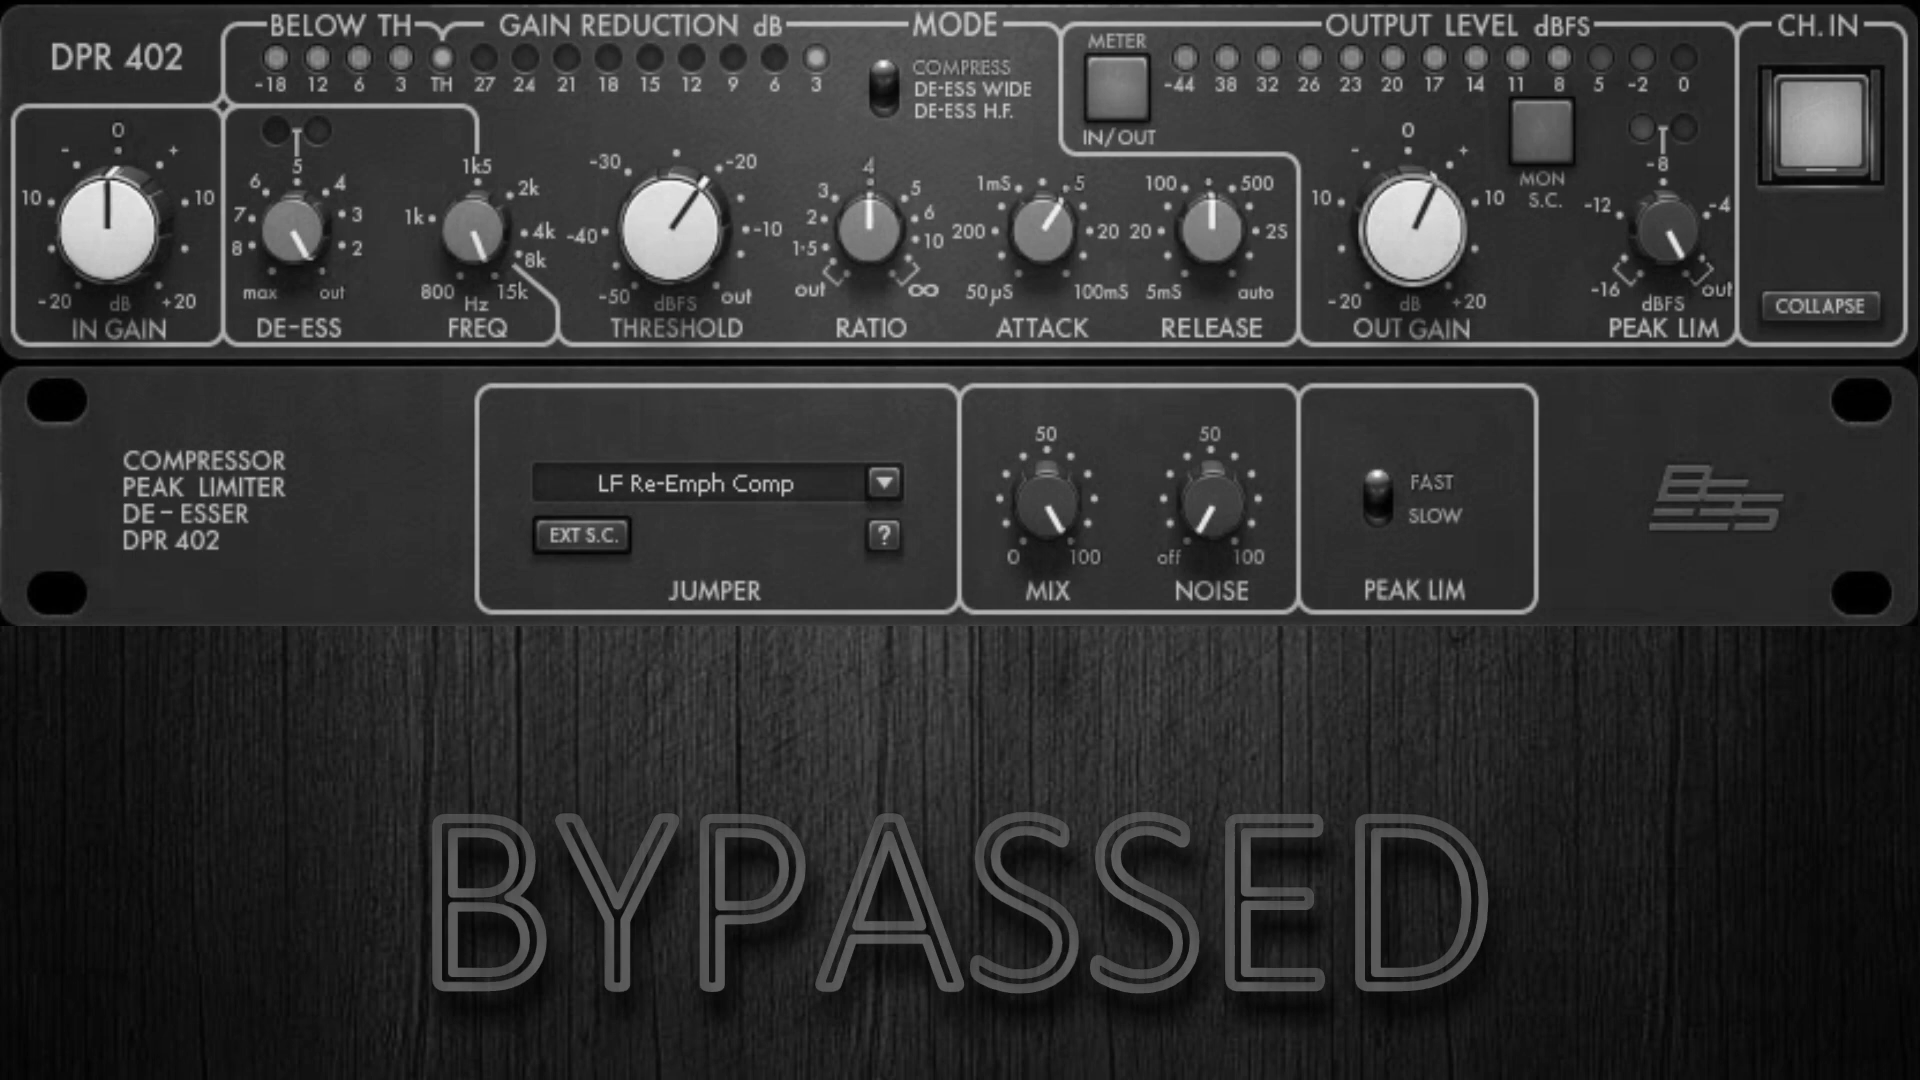 DPR 402
BELOW TH
GAIN REDUCTION dB
MODE
OUTPUT LEVEL dBFS
CH. IN
-18 12 6 3 TH 27 24 21 18 15 12 9 6 3
COMPRESS
DE-ESS WIDE
DE-ESS H.F.
METER
IN/OUT
-44 38 32 26 23 20 17 14 11 8 5 -2 0
MON
S.C.
0
- +
10 10
-20 dB +20
IN GAIN
5
6 4
7 3
8 2
max out
DE-ESS
1k5
2k
1k 4k
8k
800 Hz 15k
FREQ
-30 -20
-40 -10
-50 dBFS out
THRESHOLD
4
3 5
2 6
1·5 10
out ∞
RATIO
1mS 5
200 20
50µS 100mS
ATTACK
100 500
20 2S
5mS auto
RELEASE
0
- +
10 10
-20 dB +20
OUT GAIN
-8
-12 -4
-16 dBFS out
PEAK LIM
COLLAPSE
COMPRESSOR
PEAK LIMITER
DE-ESSER
DPR 402
LF Re-Emph Comp
EXT S.C. ?
JUMPER
50
0 100
MIX
50
off 100
NOISE
FAST
SLOW
PEAK LIM
BSS
BYPASSED